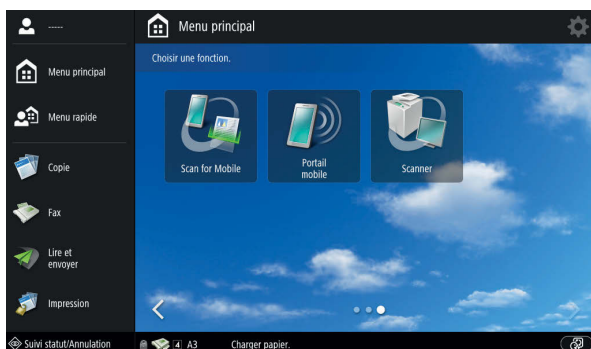 -----
Menu principal
Menu rapide
Copie
Fax
Lire et
envoyer
Impression
Suivi statut/Annulation
Menu principal
Choisir une fonction.
Scan for Mobile
Portail
mobile
Scanner
4 A3 Charger papier.